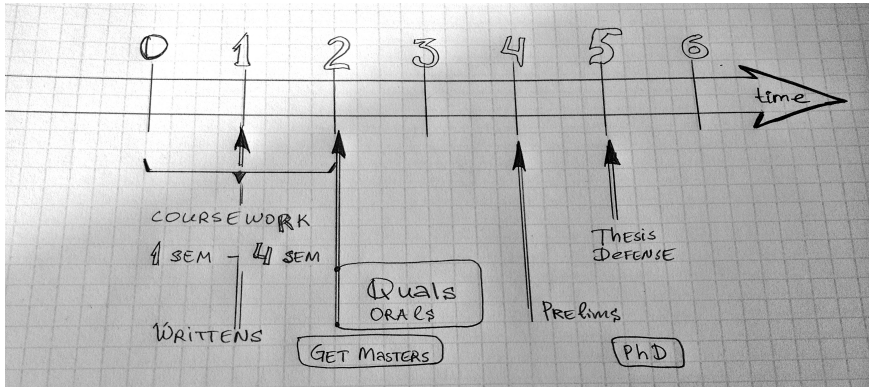 0 1 2 3 4 5 6
time
COURSEWORK
1 SEM - 4 SEM
WRITTENS
Quals
ORALS
GET MASTERS
PRELIMS
THESIS
DEFENSE
PhD